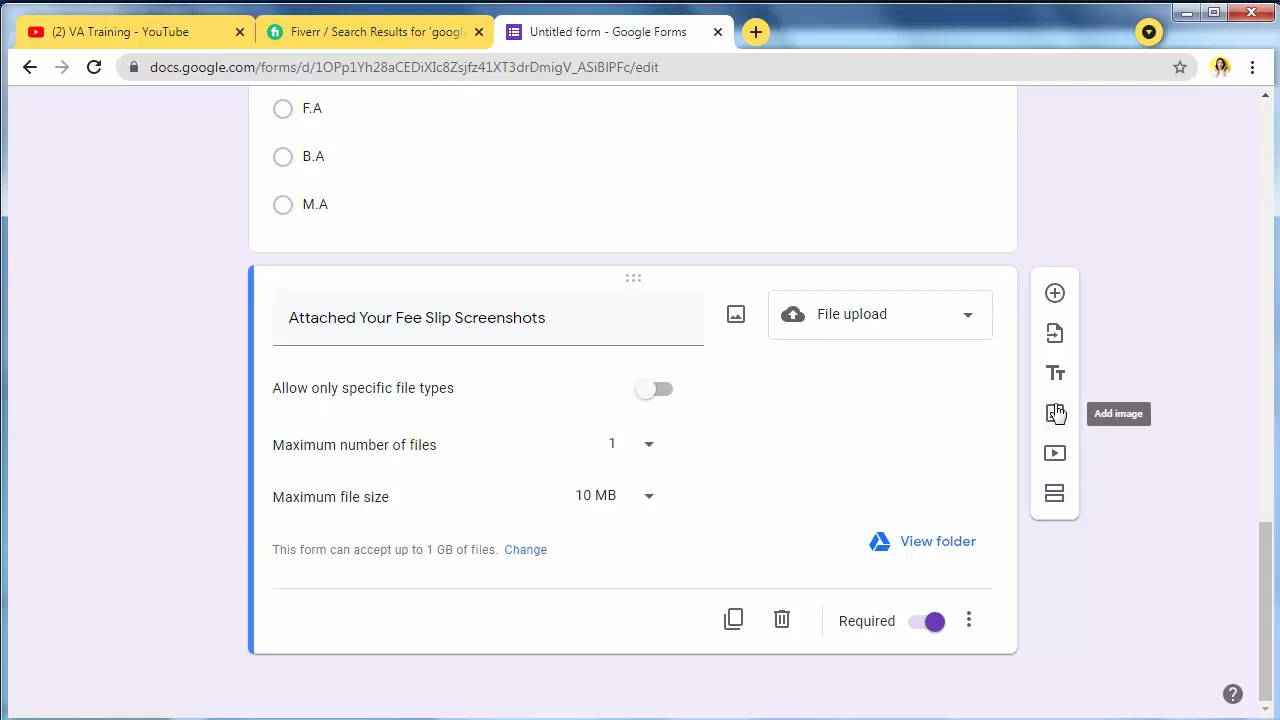 (2) VA Training - YouTube
Fiverr / Search Results for 'googl
Untitled form - Google Forms
docs.google.com/forms/d/1OPp1Yh28aCEDiXIc8Zsjfz41XT3drDmigV_ASiBIPFc/edit
F.A
B.A
M.A
Attached Your Fee Slip Screenshots
File upload
Allow only specific file types
Add image
Maximum number of files
1
Maximum file size
10 MB
This form can accept up to 1 GB of files. Change
View folder
Required